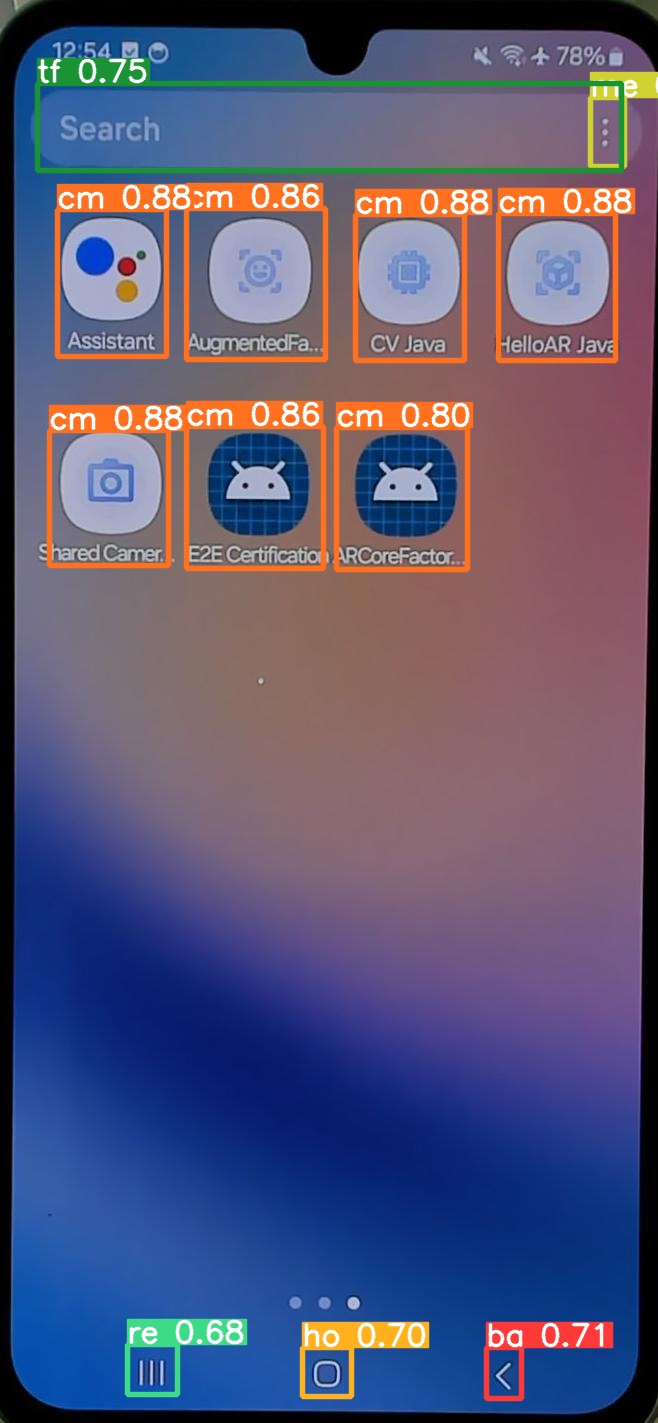 12:54 78%
tf 0.75 me
Search
cm 0.88 cm 0.86 cm 0.88 cm 0.88
Assistant AugmentedFa... CV Java HelloAR Java
cm 0.88 cm 0.86 cm 0.80
Shared Camer... E2E Certification ARCoreFactor...
re 0.68 ho 0.70 ba 0.71